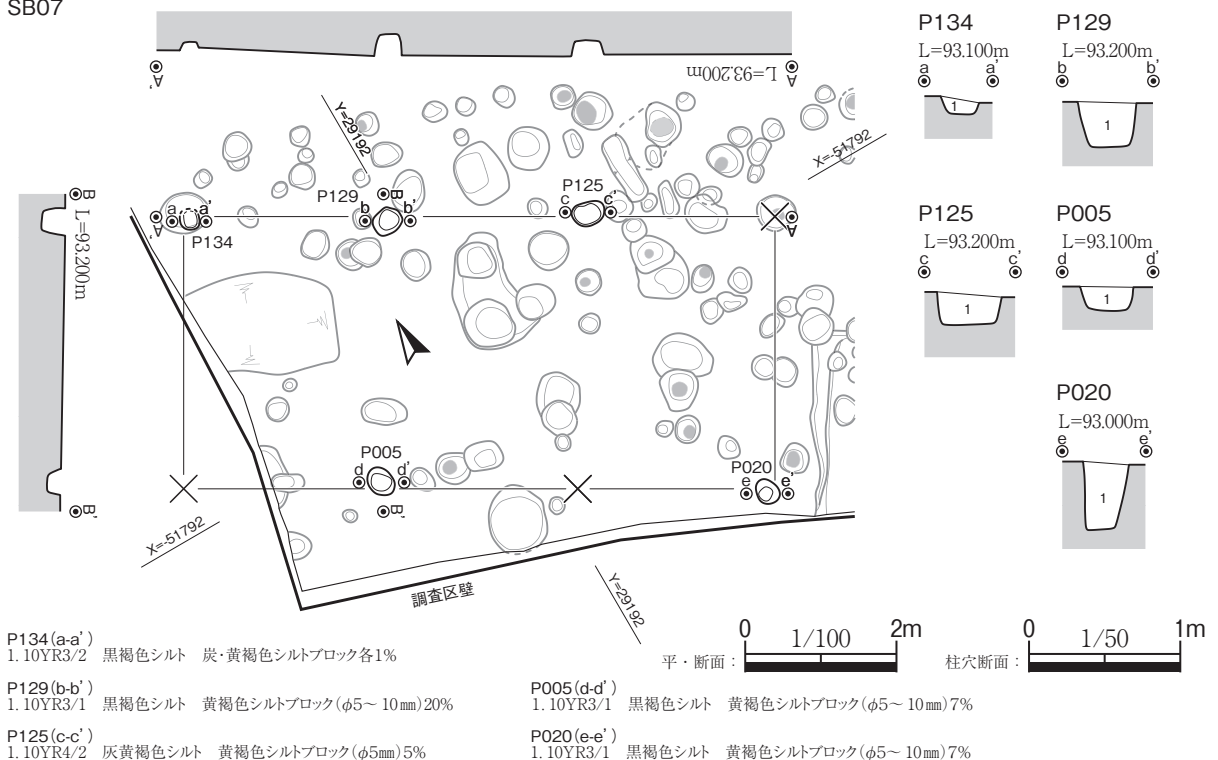 SB07
A'
L=93.200m
A
Y=29192
X=-51792
B
L=93.200m
B'
A'
a
a'
P134
P129
b
B
b'
P125
c
c'
A
P005
d
d'
B'
P020
e
e'
X=-51792
Y=29192
調査区壁
P134
L=93.100m
a
a'
1
P129
L=93.200m
b
b'
1
P125
L=93.200m
c
c'
1
P005
L=93.100m
d
d'
1
P020
L=93.000m
e
e'
1
平・断面：
0
1/100
2m
柱穴断面：
0
1/50
1m
P134(a-a')
1. 10YR3/2 黒褐色シルト 炭・黄褐色シルトブロック各1%
P129(b-b')
1. 10YR3/1 黒褐色シルト 黄褐色シルトブロック(φ5～10㎜)20%
P125(c-c')
1. 10YR4/2 灰黄褐色シルト 黄褐色シルトブロック(φ5㎜)5%
P005(d-d')
1. 10YR3/1 黒褐色シルト 黄褐色シルトブロック(φ5～10㎜)7%
P020(e-e')
1. 10YR3/1 黒褐色シルト 黄褐色シルトブロック(φ5～10㎜)7%